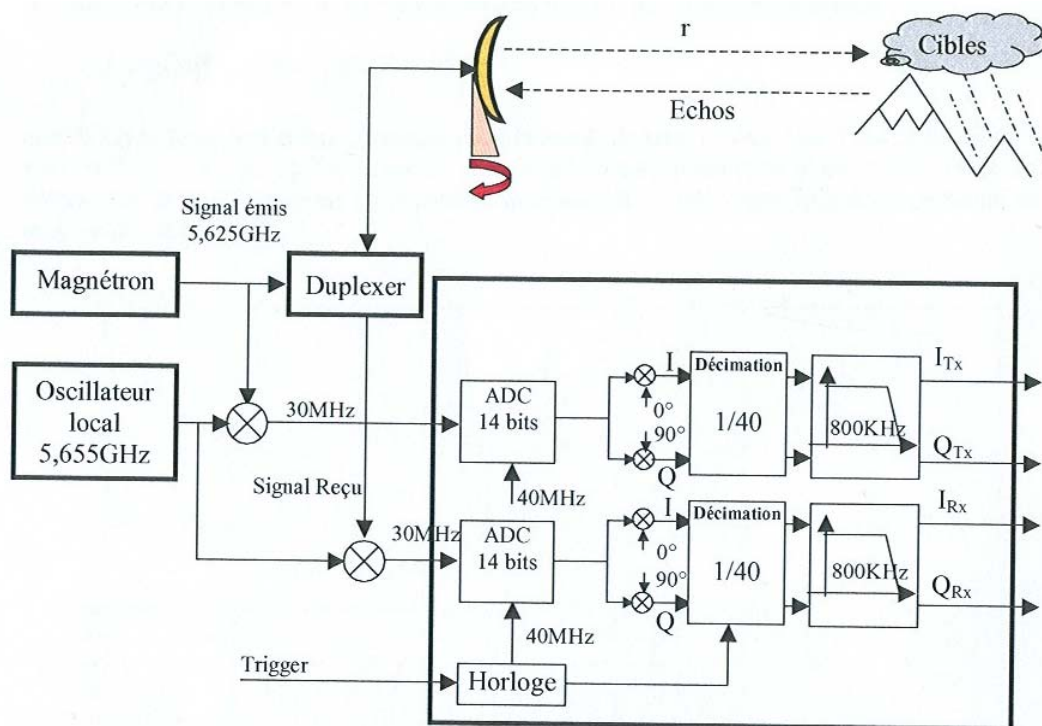 r
Cibles
Echos
Signal émis
5,625GHz
Magnétron
Duplexer
Oscillateur
local
5,655GHz
30MHz
ADC
14 bits
I
0°
90°
Q
Décimation
1/40
800KHz
I_Tx
Q_Tx
40MHz
Signal Reçu
30MHz
ADC
14 bits
I
0°
90°
Q
Décimation
1/40
800KHz
I_Rx
Q_Rx
40MHz
Trigger
Horloge